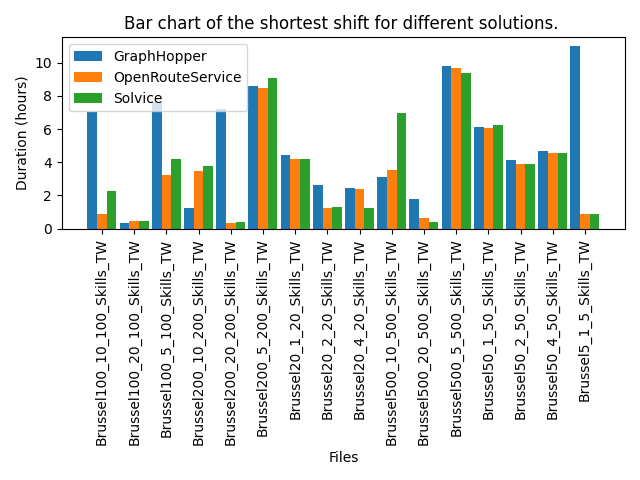 Bar chart of the shortest shift for different solutions.
GraphHopper
OpenRouteService
Solvice
Duration (hours)
10
8
6
4
2
0
Brussel100_10_100_Skills_TW
Brussel100_20_100_Skills_TW
Brussel100_5_100_Skills_TW
Brussel200_10_200_Skills_TW
Brussel200_20_200_Skills_TW
Brussel200_5_200_Skills_TW
Brussel20_1_20_Skills_TW
Brussel20_2_20_Skills_TW
Brussel20_4_20_Skills_TW
Brussel500_10_500_Skills_TW
Brussel500_20_500_Skills_TW
Brussel500_5_500_Skills_TW
Brussel50_1_50_Skills_TW
Brussel50_2_50_Skills_TW
Brussel50_4_50_Skills_TW
Brussel5_1_5_Skills_TW
Files